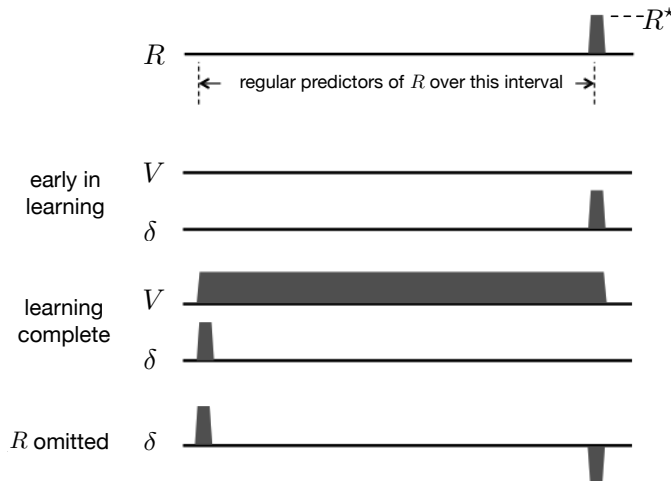 R⋆
R
regular predictors of R over this interval
early in
learning
V
δ
learning
complete
V
δ
R omitted
δ